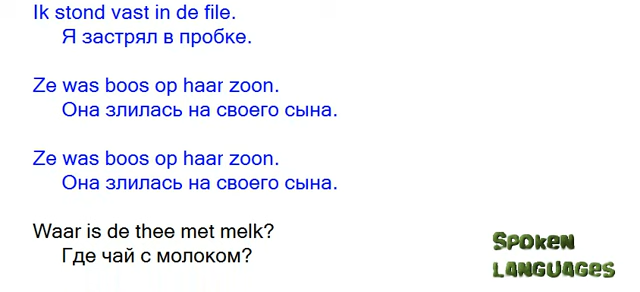 Ik stond vast in de file.
Я застрял в пробке.
Ze was boos op haar zoon.
Она злилась на своего сына.
Ze was boos op haar zoon.
Она злилась на своего сына.
Waar is de thee met melk?
Где чай с молоком?
Spoken
Languages